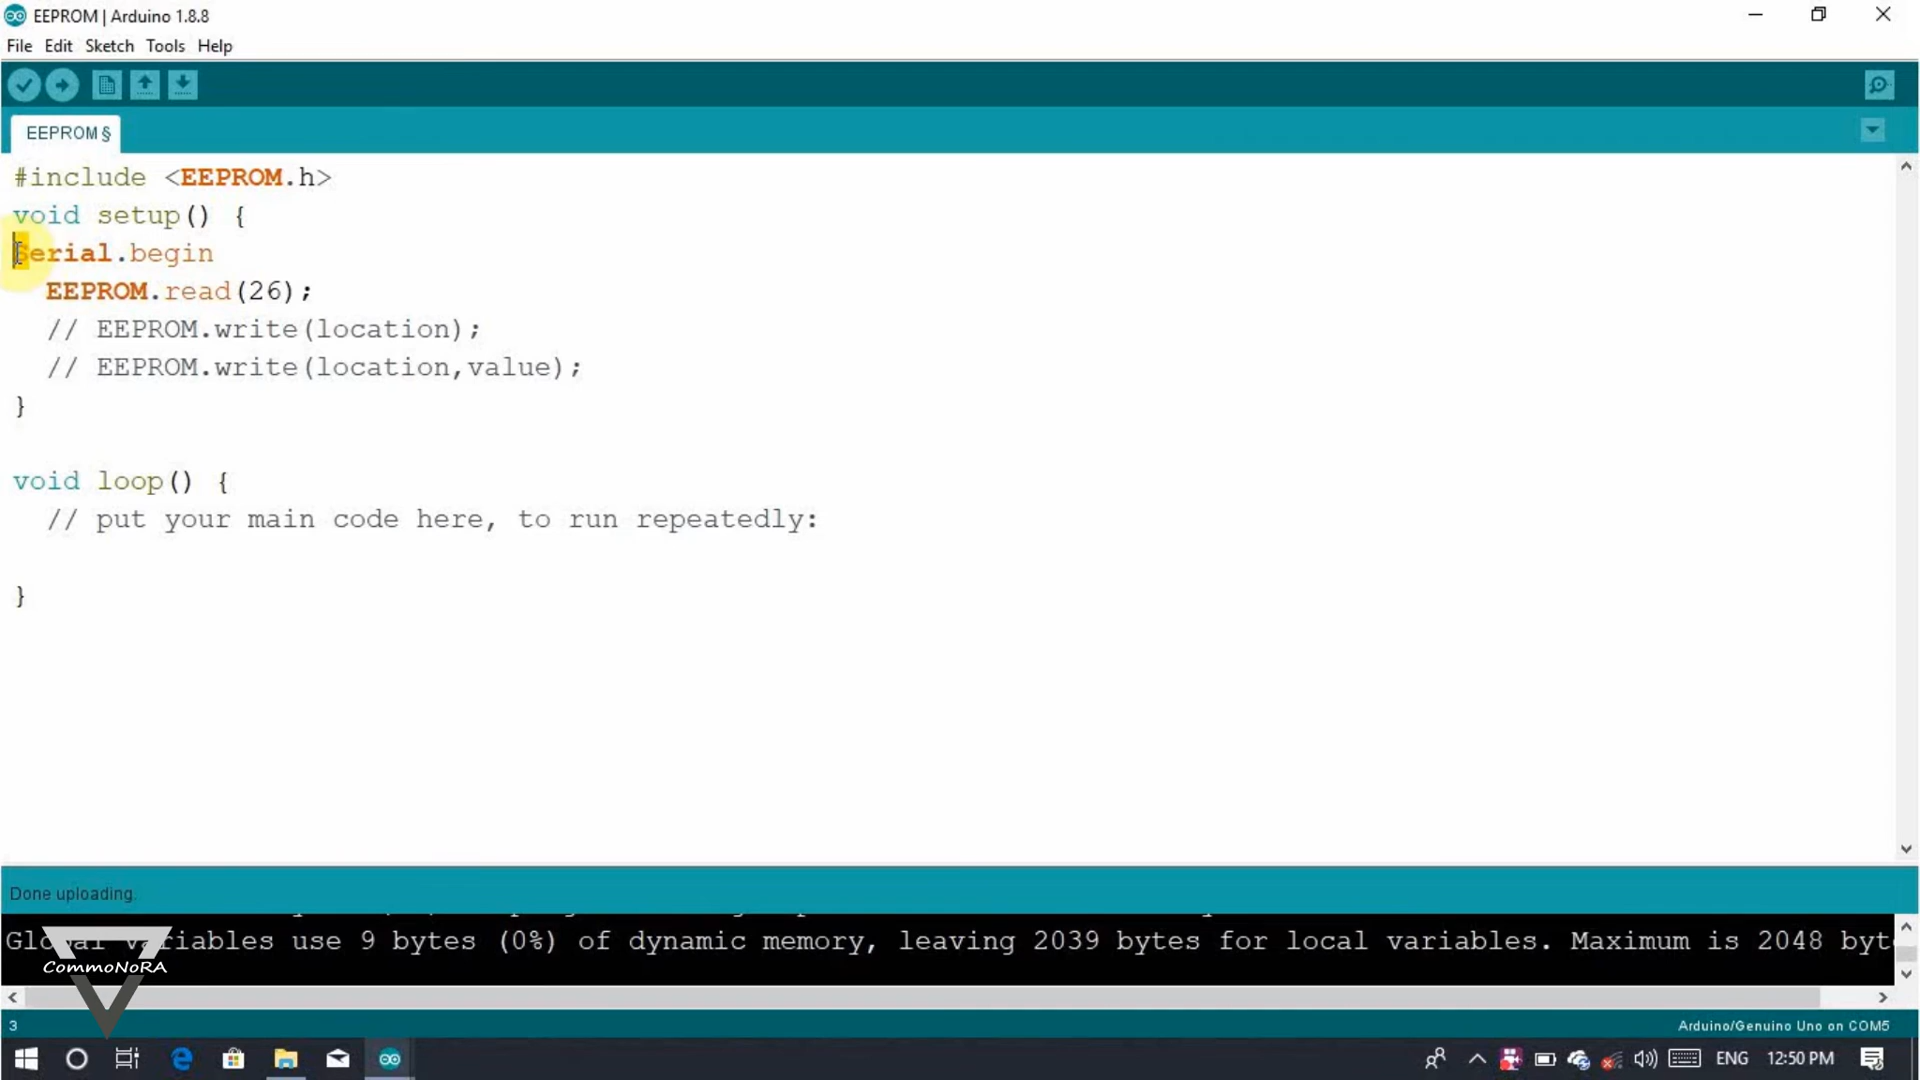 EEPROM | Arduino 1.8.8
File Edit Sketch Tools Help
EEPROM §
#include <EEPROM.h>
void setup() {
Serial.begin
EEPROM.read(26);
// EEPROM.write(location);
// EEPROM.write(location,value);
}
void loop() {
// put your main code here, to run repeatedly:
}
Done uploading.
Global variables use 9 bytes (0%) of dynamic memory, leaving 2039 bytes for local variables. Maximum is 2048 byt
CommoNoRA
3
Arduino/Genuino Uno on COM5
ENG 12:50 PM